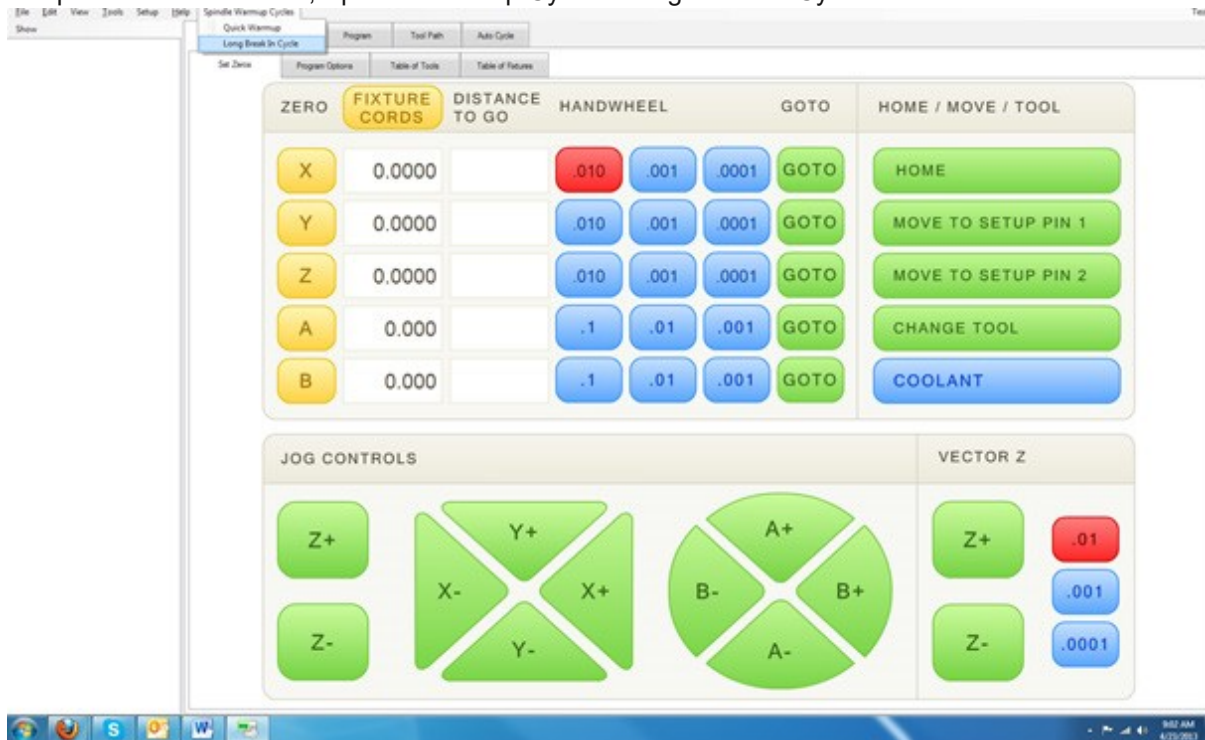 File Edit View Tools Setup Help Spindle Warmup Cycles
Show
Quick Warmup
Long Break In Cycle
Program Tool Path Auto Cycle
Set Zeros Program Options Table of Tools Table of Fixtures
ZERO FIXTURE CORDS DISTANCE TO GO HANDWHEEL GOTO HOME / MOVE / TOOL
X 0.0000 .010 .001 .0001 GOTO HOME
Y 0.0000 .010 .001 .0001 GOTO MOVE TO SETUP PIN 1
Z 0.0000 .010 .001 .0001 GOTO MOVE TO SETUP PIN 2
A 0.000 .1 .01 .001 GOTO CHANGE TOOL
B 0.000 .1 .01 .001 GOTO COOLANT
JOG CONTROLS VECTOR Z
Z+ Y+ A+ Z+ .01
X- X+ B- B+ .001
Z- Y- A- Z- .0001
9:02 AM
4/23/2013